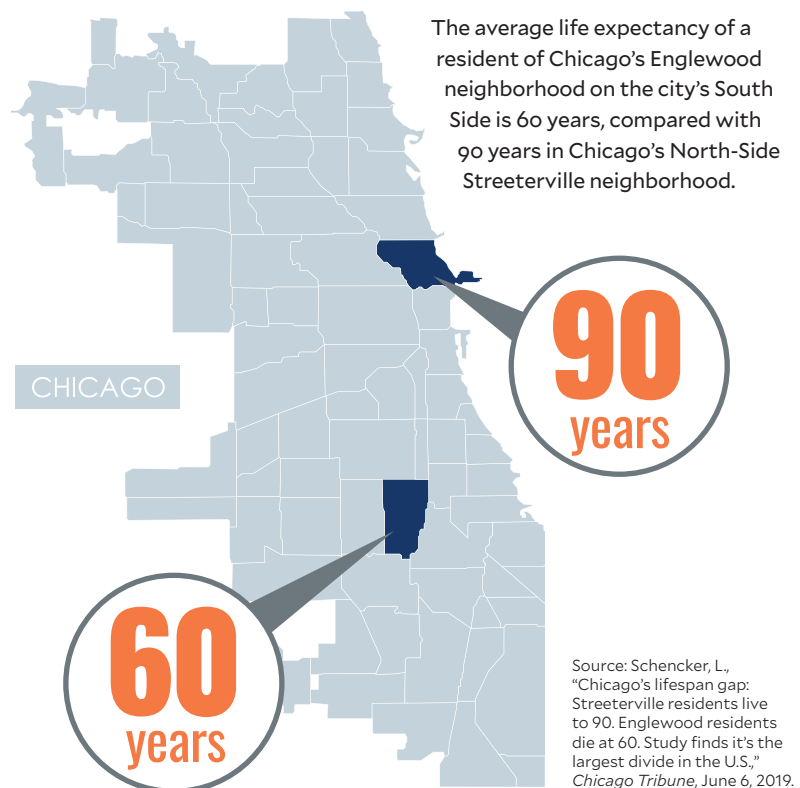 The average life expectancy of a
resident of Chicago’s Englewood
neighborhood on the city’s South
Side is 60 years, compared with
90 years in Chicago’s North-Side
Streeterville neighborhood.
90
years
CHICAGO
60
years
Source: Schencker, L.,
“Chicago’s lifespan gap:
Streeterville residents live
to 90. Englewood residents
die at 60. Study finds it’s the
largest divide in the U.S.,”
Chicago Tribune, June 6, 2019.